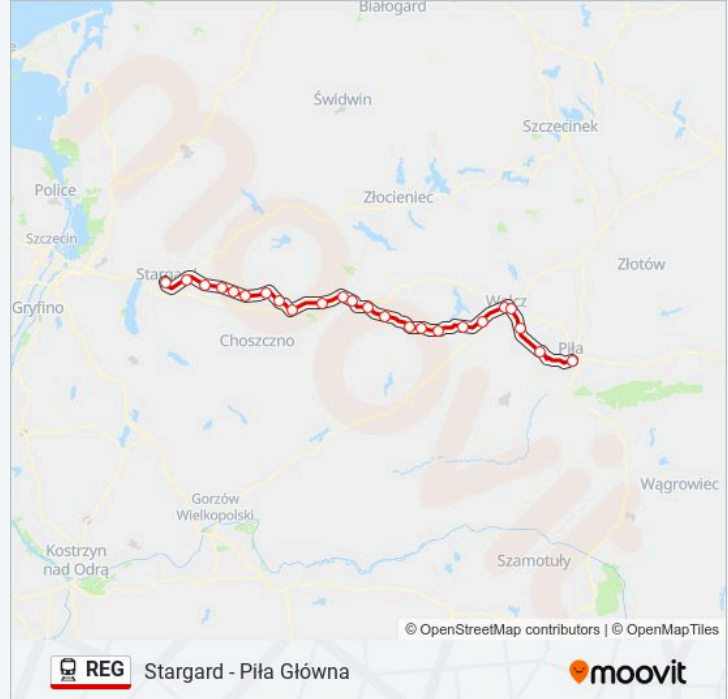 Białogard
Świdwin
Szczecinek
Police
Złocieniec
Szczecin
Złotów
Gryfino
Wałcz
Choszczno
Piła
Wągrowiec
Gorzów
Wielkopolski
Kostrzyn
nad Odrą
Szamotuły
© OpenStreetMap contributors | © OpenMapTiles
REG Stargard - Piła Główna
moovit